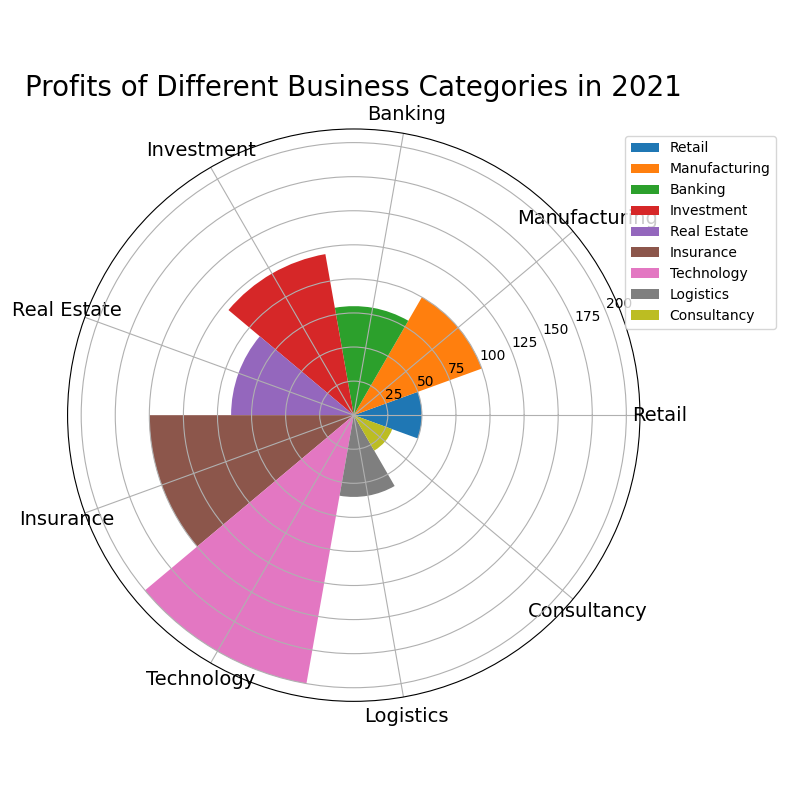 Profits of Different Business Categories in 2021
Banking
Investment
Manufacturing
Real Estate
Retail
Insurance
Consultancy
Technology
Logistics
25
50
75
100
125
150
175
200
Retail
Manufacturing
Banking
Investment
Real Estate
Insurance
Technology
Logistics
Consultancy